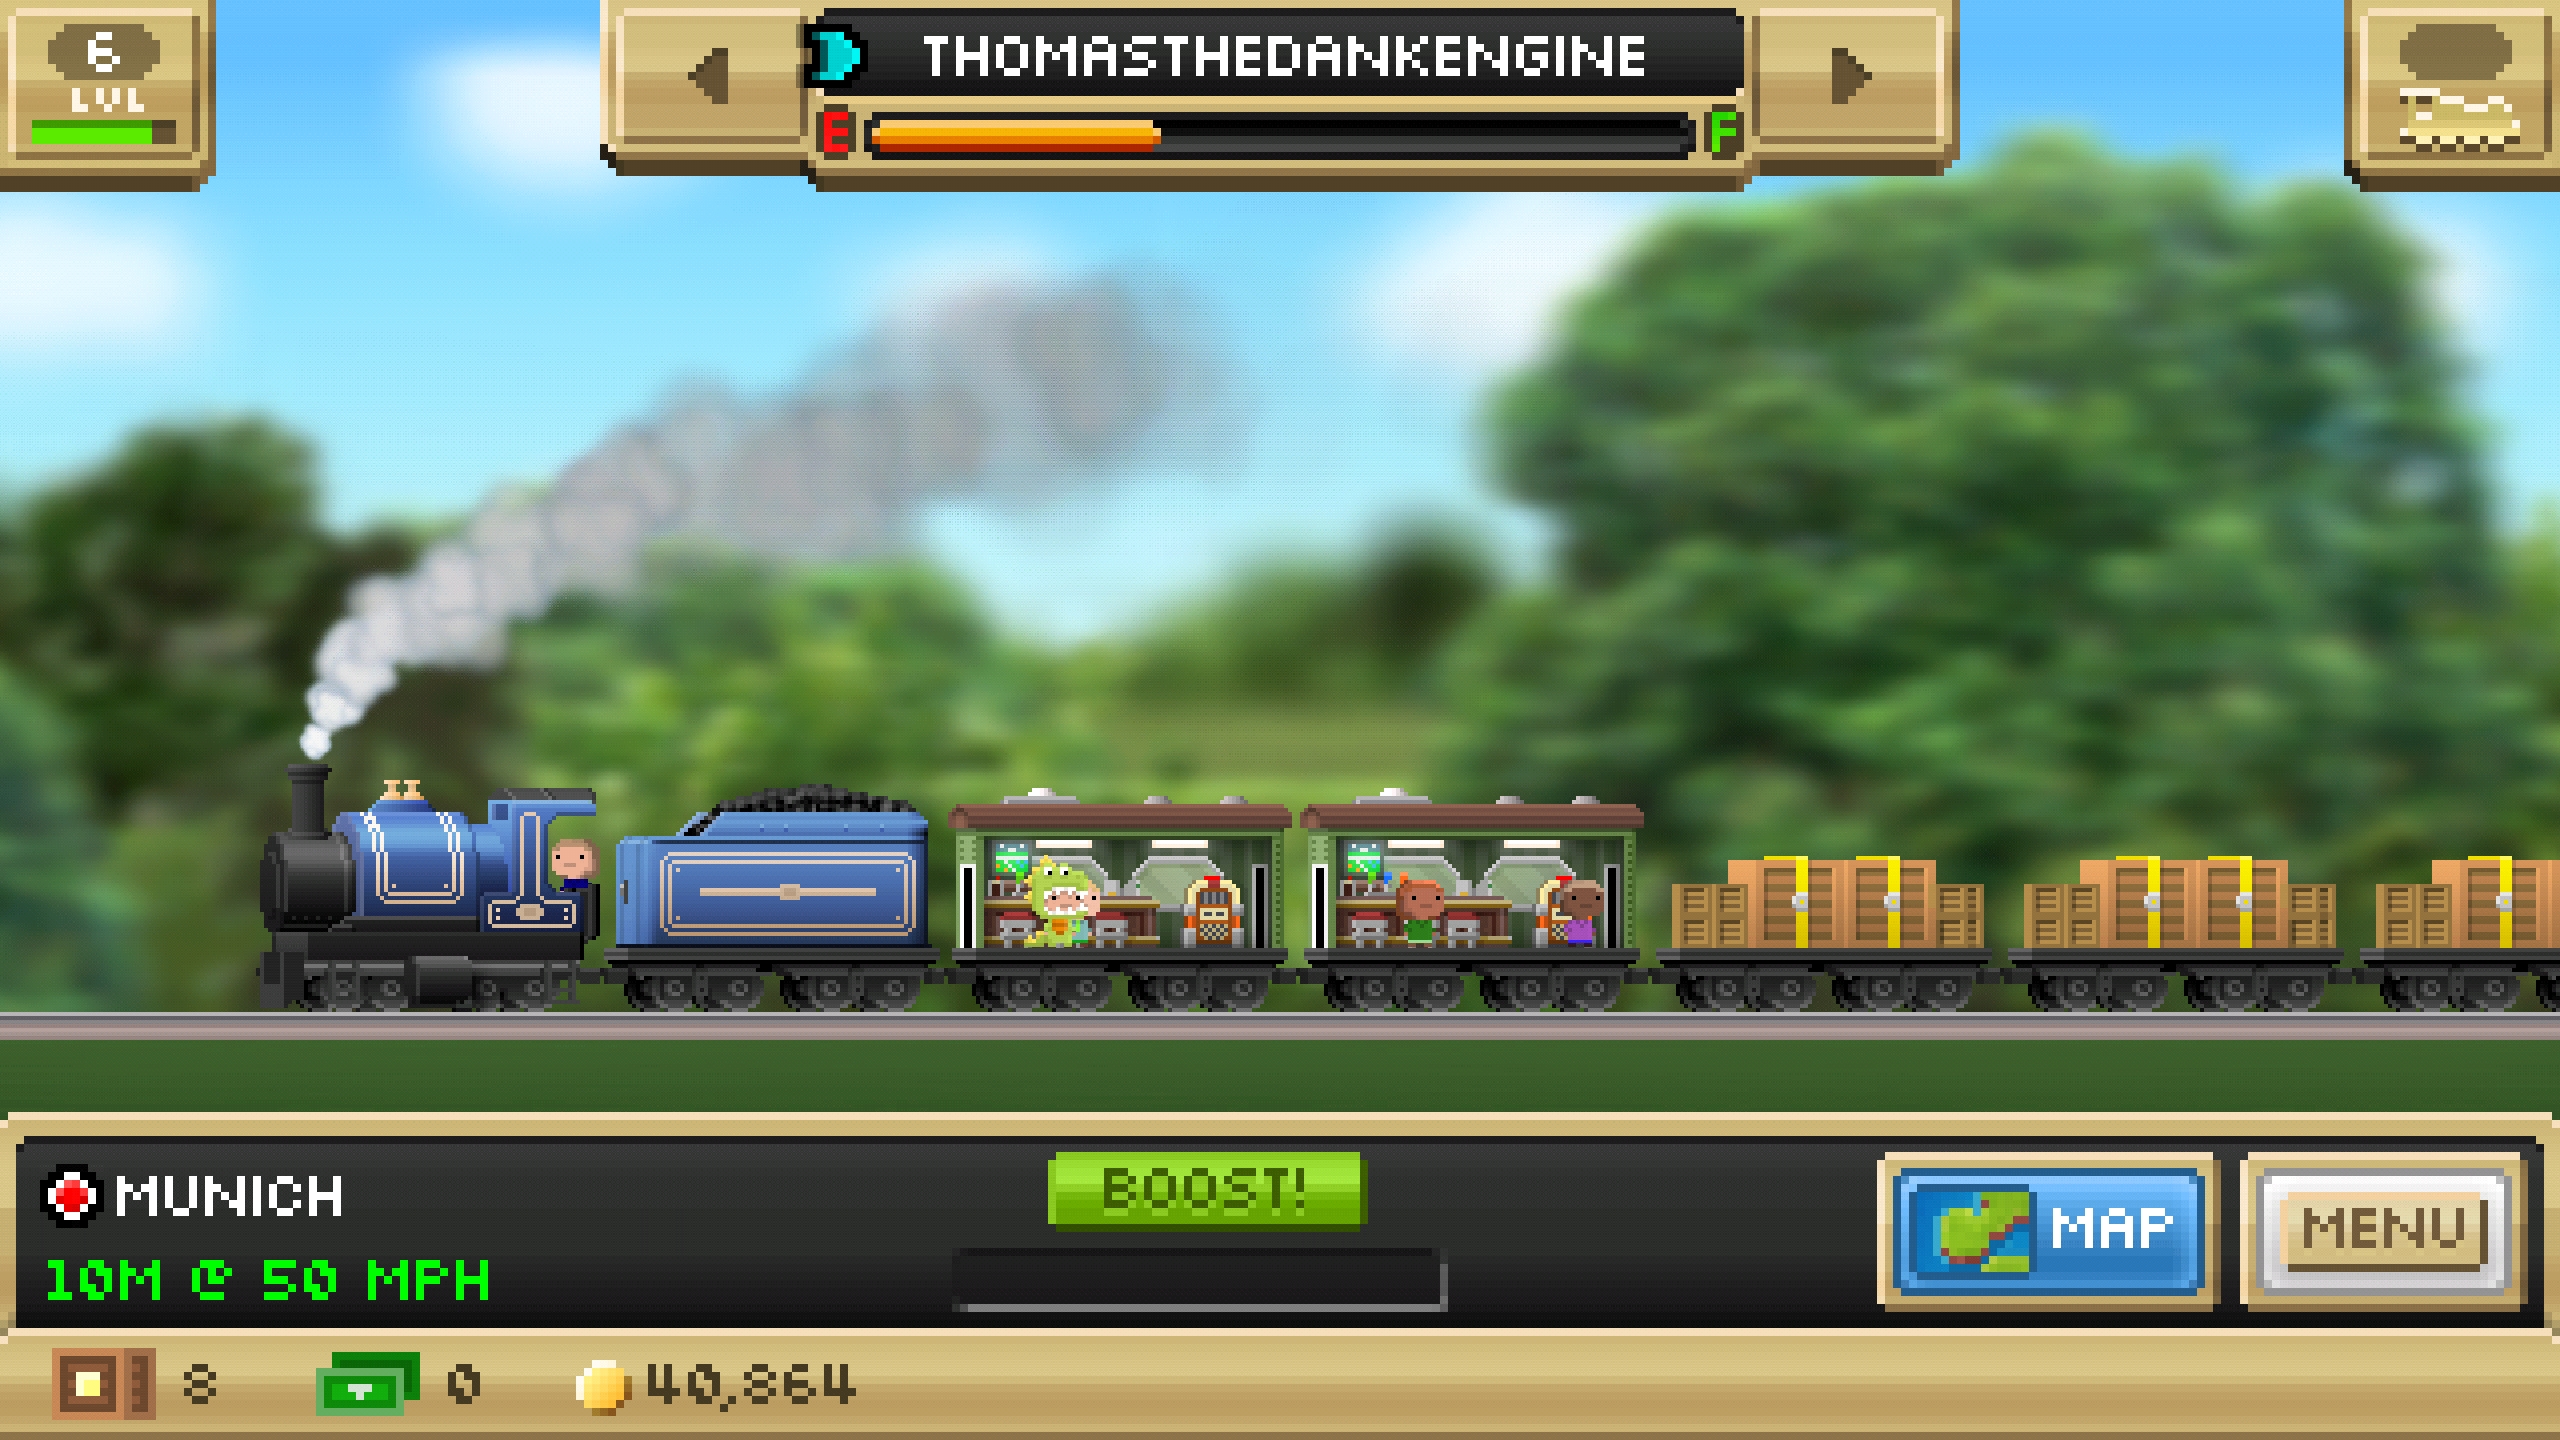 6
LVL
THOMASTHEDANKENGINE
E F
MUNICH
10M @ 50 MPH
BOOST!
MAP
MENU
8 0 40,864